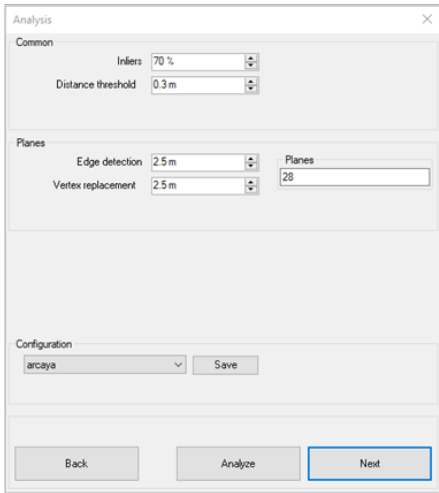 Analysis
Common
Inliers 70 %
Distance threshold 0.3 m
Planes
Edge detection 2.5 m
Vertex replacement 2.5 m
Planes
28
Configuration
arcaya Save
Back Analyze Next